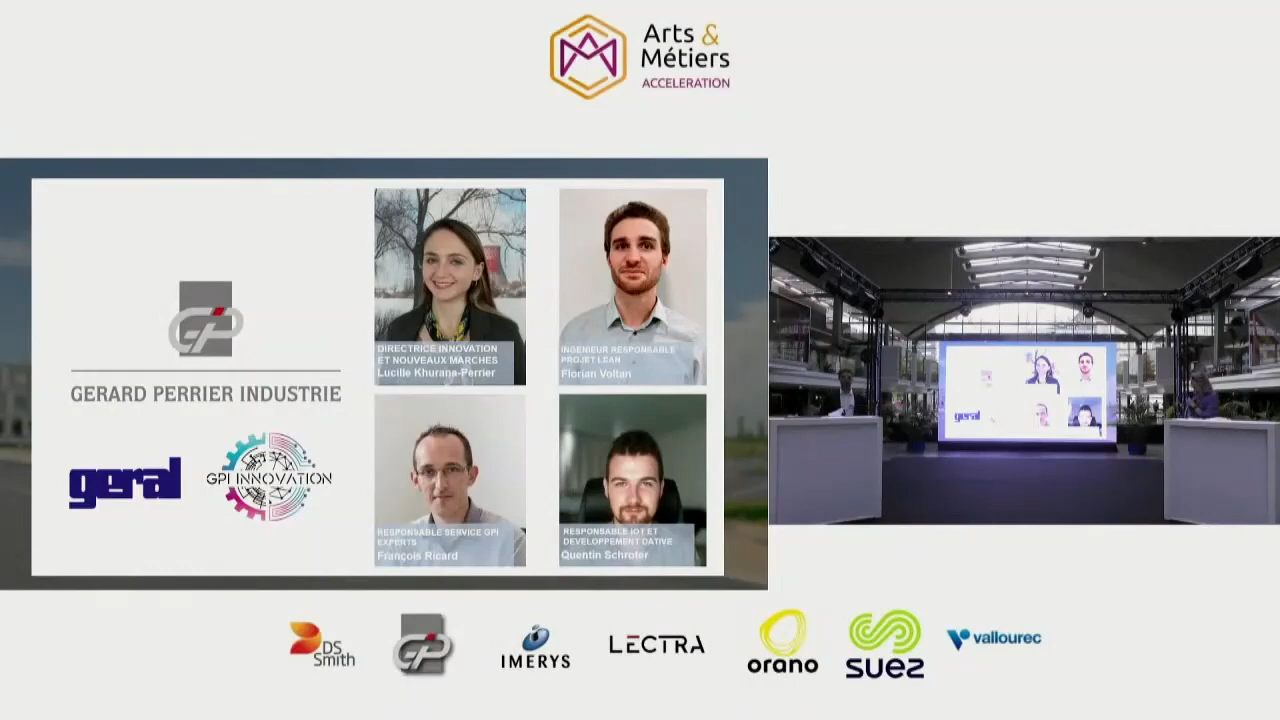 Arts &
Métiers
ACCELERATION
GERARD PERRIER INDUSTRIE
geral
GPI INNOVATION
DIRECTRICE INNOVATION
ET NOUVEAUX MARCHES
Lucille Khurana-Perrier
INGENIEUR RESPONSABLE
PROJET LEAN
Florian Voltan
RESPONSABLE SERVICE GPI
EXPERTS
François Ricard
RESPONSABLE IOT ET
DEVELOPPEMENT DATIVE
Quentin Schroter
geral
DS
Smith
IMERYS
LECTRA
orano
suez
vallourec